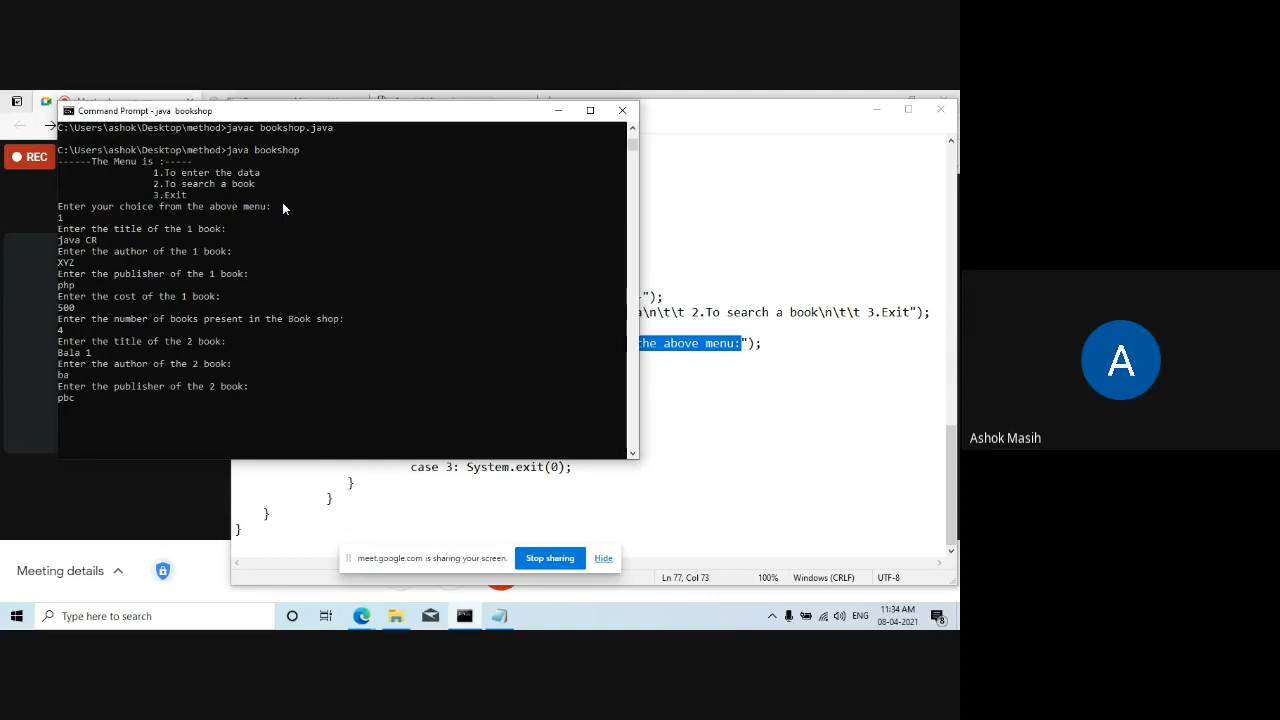 Command Prompt - java bookshop
C:\Users\ashok\Desktop\method>javac bookshop.java
C:\Users\ashok\Desktop\method>java bookshop
------The Menu is :-----
1.To enter the data
2.To search a book
3.Exit
Enter your choice from the above menu:
1
Enter the title of the 1 book:
java CR
Enter the author of the 1 book:
XYZ
Enter the publisher of the 1 book:
php
Enter the cost of the 1 book:
500
Enter the number of books present in the Book shop:
4
Enter the title of the 2 book:
Bala 1
Enter the author of the 2 book:
ba
Enter the publisher of the 2 book:
pbc
REC
-");
a\n\t\t 2.To search a book\n\t\t 3.Exit");
the above menu:");
case 3: System.exit(0);
}
}
}
}
meet.google.com is sharing your screen.
Stop sharing
Hide
Meeting details
Ln 77, Col 73
100%
Windows (CRLF)
UTF-8
Type here to search
ENG
11:34 AM
08-04-2021
8
A
Ashok Masih